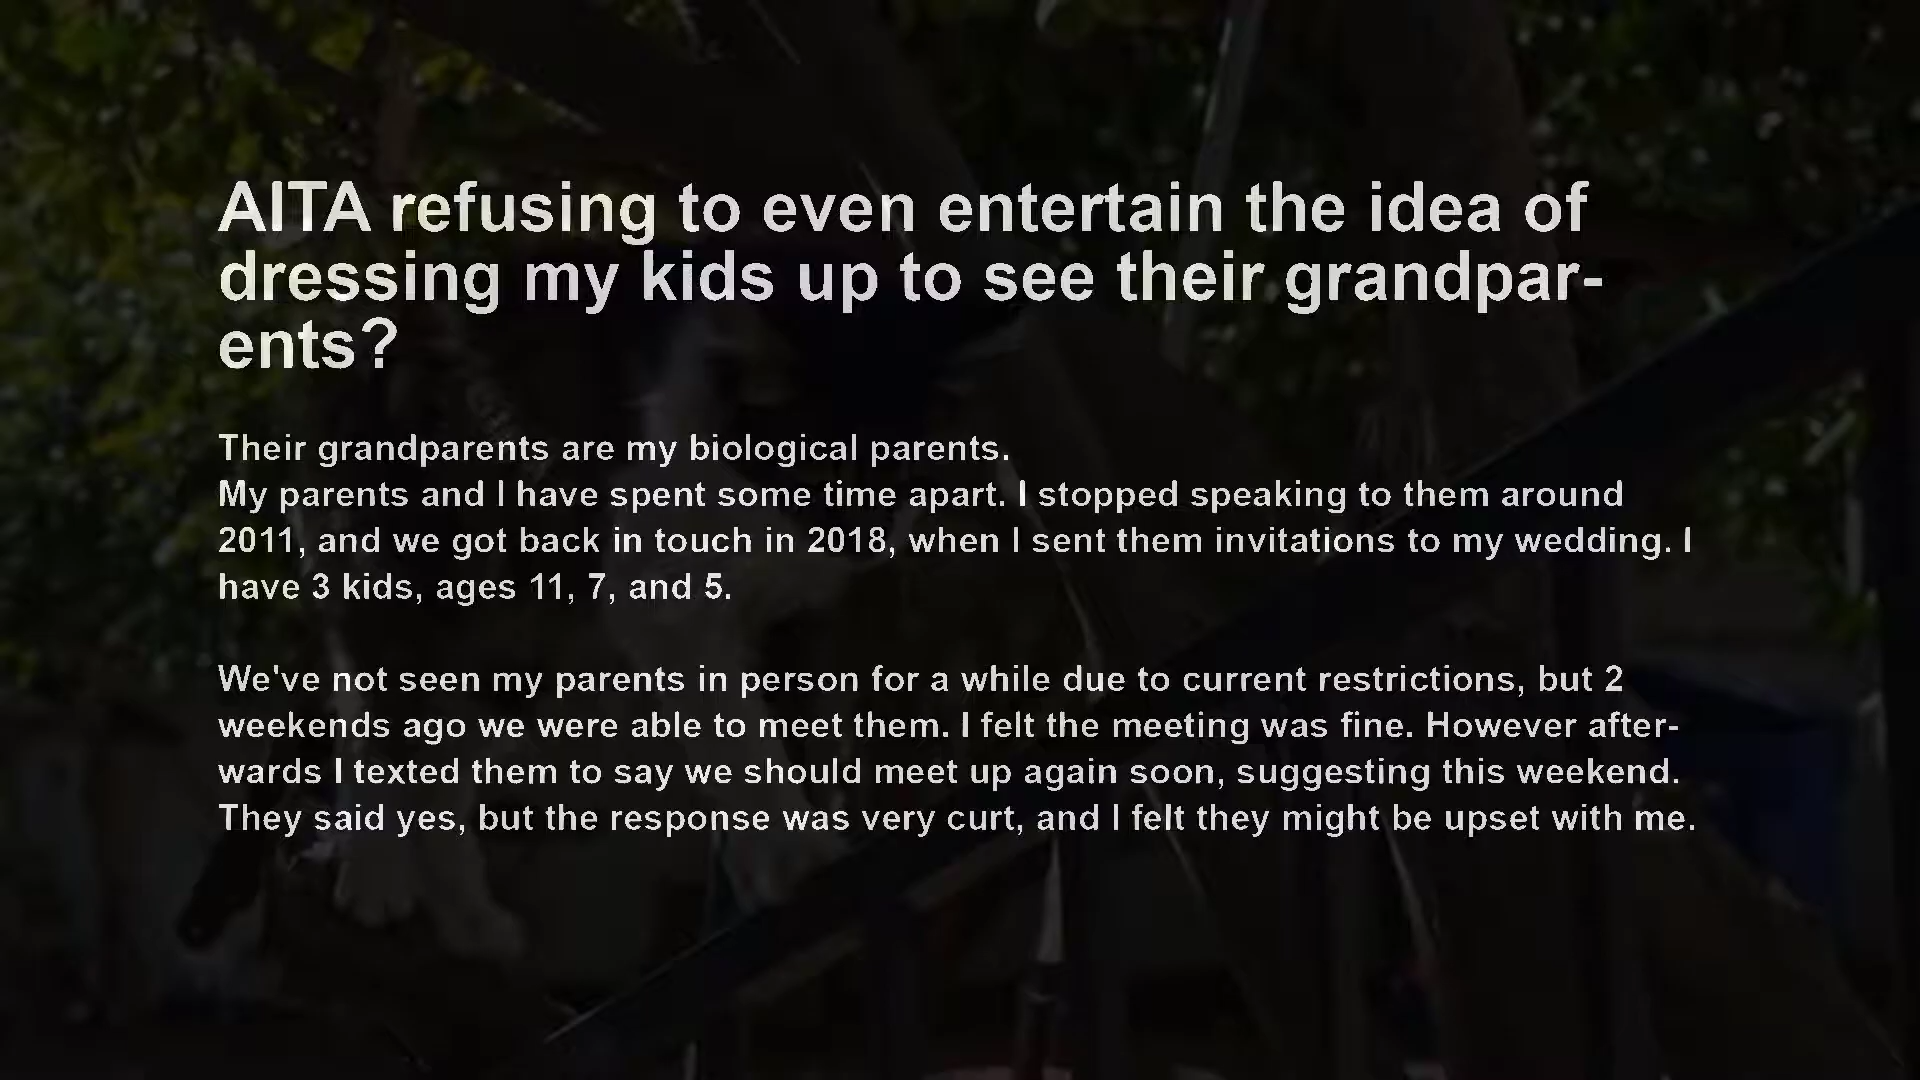 AITA refusing to even entertain the idea of
dressing my kids up to see their grandpar-
ents?
Their grandparents are my biological parents.
My parents and I have spent some time apart. I stopped speaking to them around
2011, and we got back in touch in 2018, when I sent them invitations to my wedding. I
have 3 kids, ages 11, 7, and 5.
We've not seen my parents in person for a while due to current restrictions, but 2
weekends ago we were able to meet them. I felt the meeting was fine. However after-
wards I texted them to say we should meet up again soon, suggesting this weekend.
They said yes, but the response was very curt, and I felt they might be upset with me.